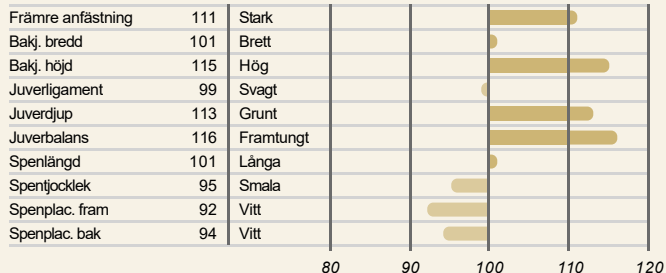 Främre anfästning 111 Stark
Bakj. bredd 101 Brett
Bakj. höjd 115 Hög
Juverligament 99 Svagt
Juverdjup 113 Grunt
Juverbalans 116 Framtungt
Spenlängd 101 Långa
Spentjocklek 95 Smala
Spenplac. fram 92 Vitt
Spenplac. bak 94 Vitt
80 90 100 110 120